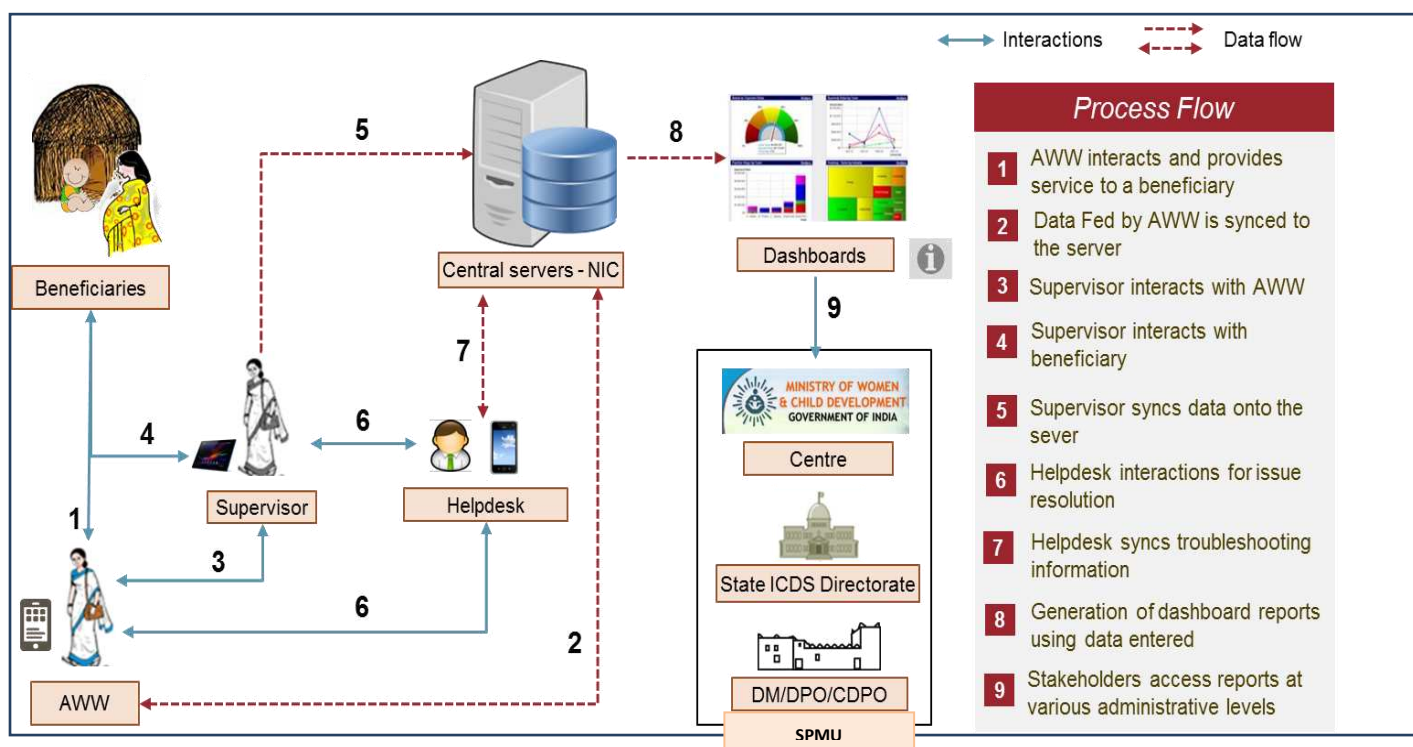 Interactions
Data flow
Process Flow
1 AWW interacts and provides
service to a beneficiary
2 Data Fed by AWW is synced to
the server
3 Supervisor interacts with AWW
4 Supervisor interacts with
beneficiary
5 Supervisor syncs data onto the
sever
6 Helpdesk interactions for issue
resolution
7 Helpdesk syncs troubleshooting
information
8 Generation of dashboard reports
using data entered
9 Stakeholders access reports at
various administrative levels
5
8
Beneficiaries
Central servers - NIC
Dashboards
i
9
7
4
6
Supervisor
Helpdesk
1
3
6
2
AWW
MINISTRY OF WOMEN
& CHILD DEVELOPMENT
GOVERNMENT OF INDIA
Centre
State ICDS Directorate
DM/DPO/CDPO
SPMU